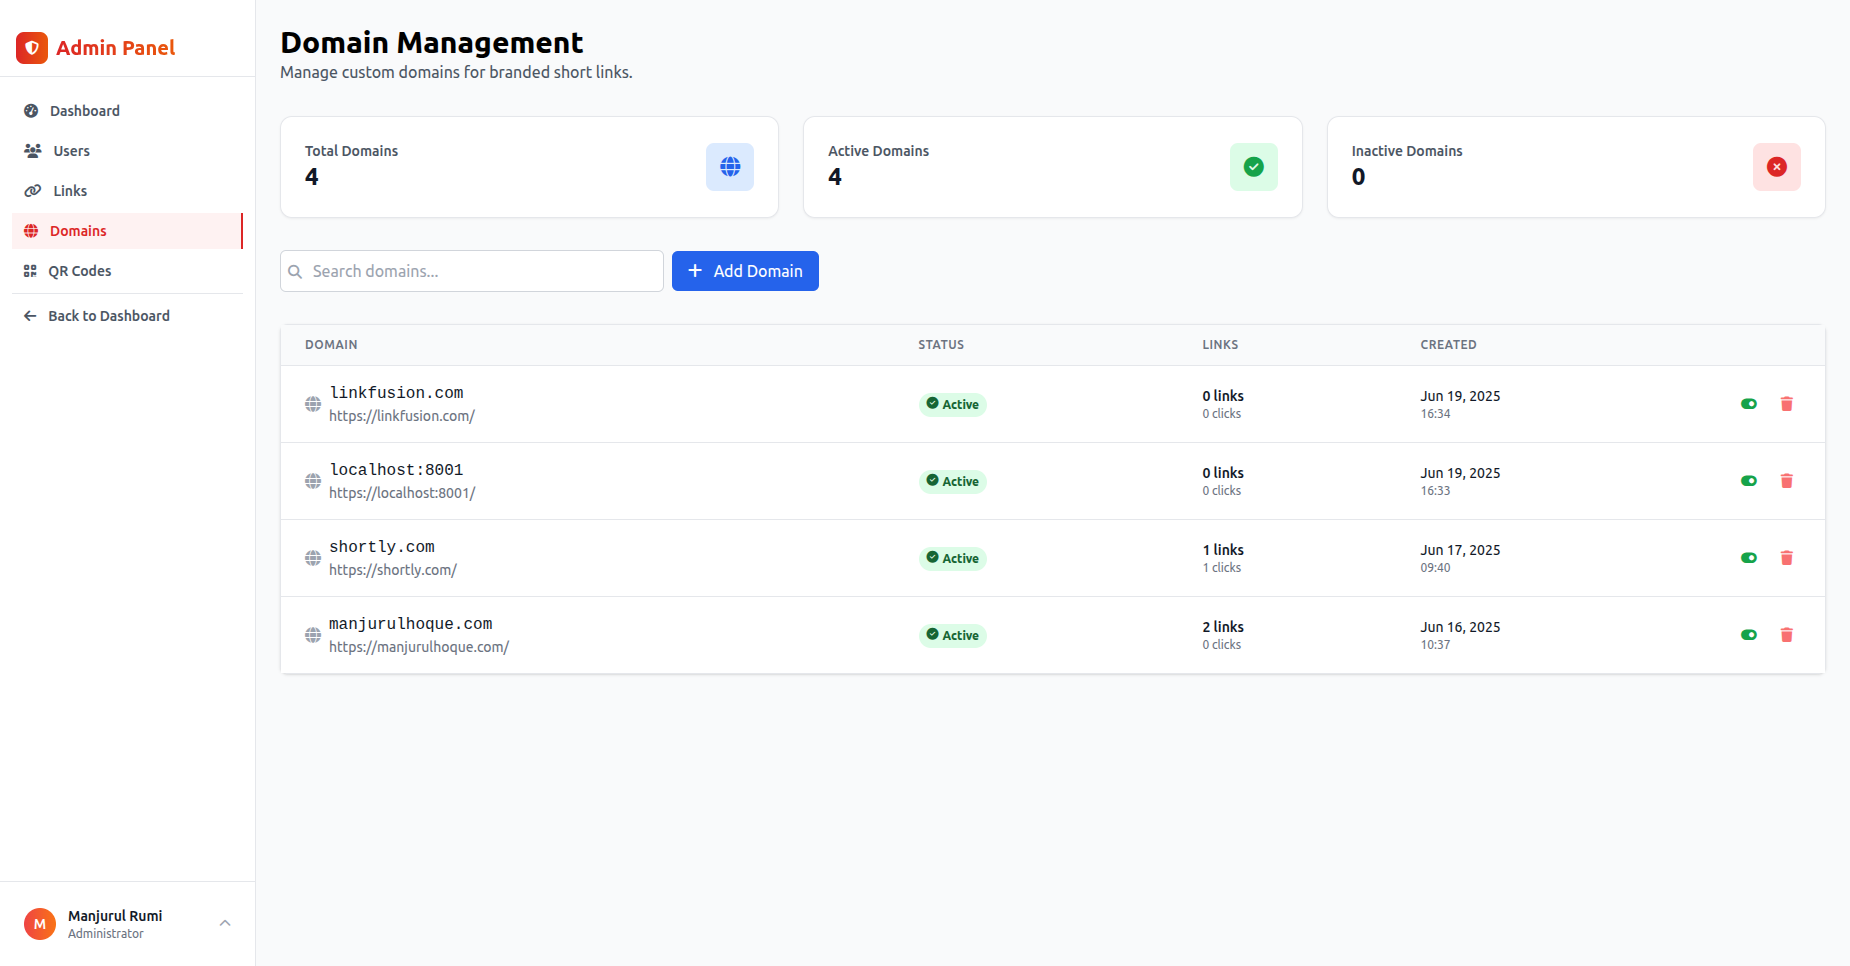 Admin Panel
Dashboard
Users
Links
Domains
QR Codes
Back to Dashboard
Domain Management
Manage custom domains for branded short links.
Total Domains
4
Active Domains
4
Inactive Domains
0
Search domains...
Add Domain
DOMAIN STATUS LINKS CREATED
linkfusion.com
https://linkfusion.com/
Active
0 links
0 clicks
Jun 19, 2025
16:34
localhost:8001
https://localhost:8001/
Active
0 links
0 clicks
Jun 19, 2025
16:33
shortly.com
https://shortly.com/
Active
1 links
1 clicks
Jun 17, 2025
09:40
manjurulhoque.com
https://manjurulhoque.com/
Active
2 links
0 clicks
Jun 16, 2025
10:37
M
Manjurul Rumi
Administrator